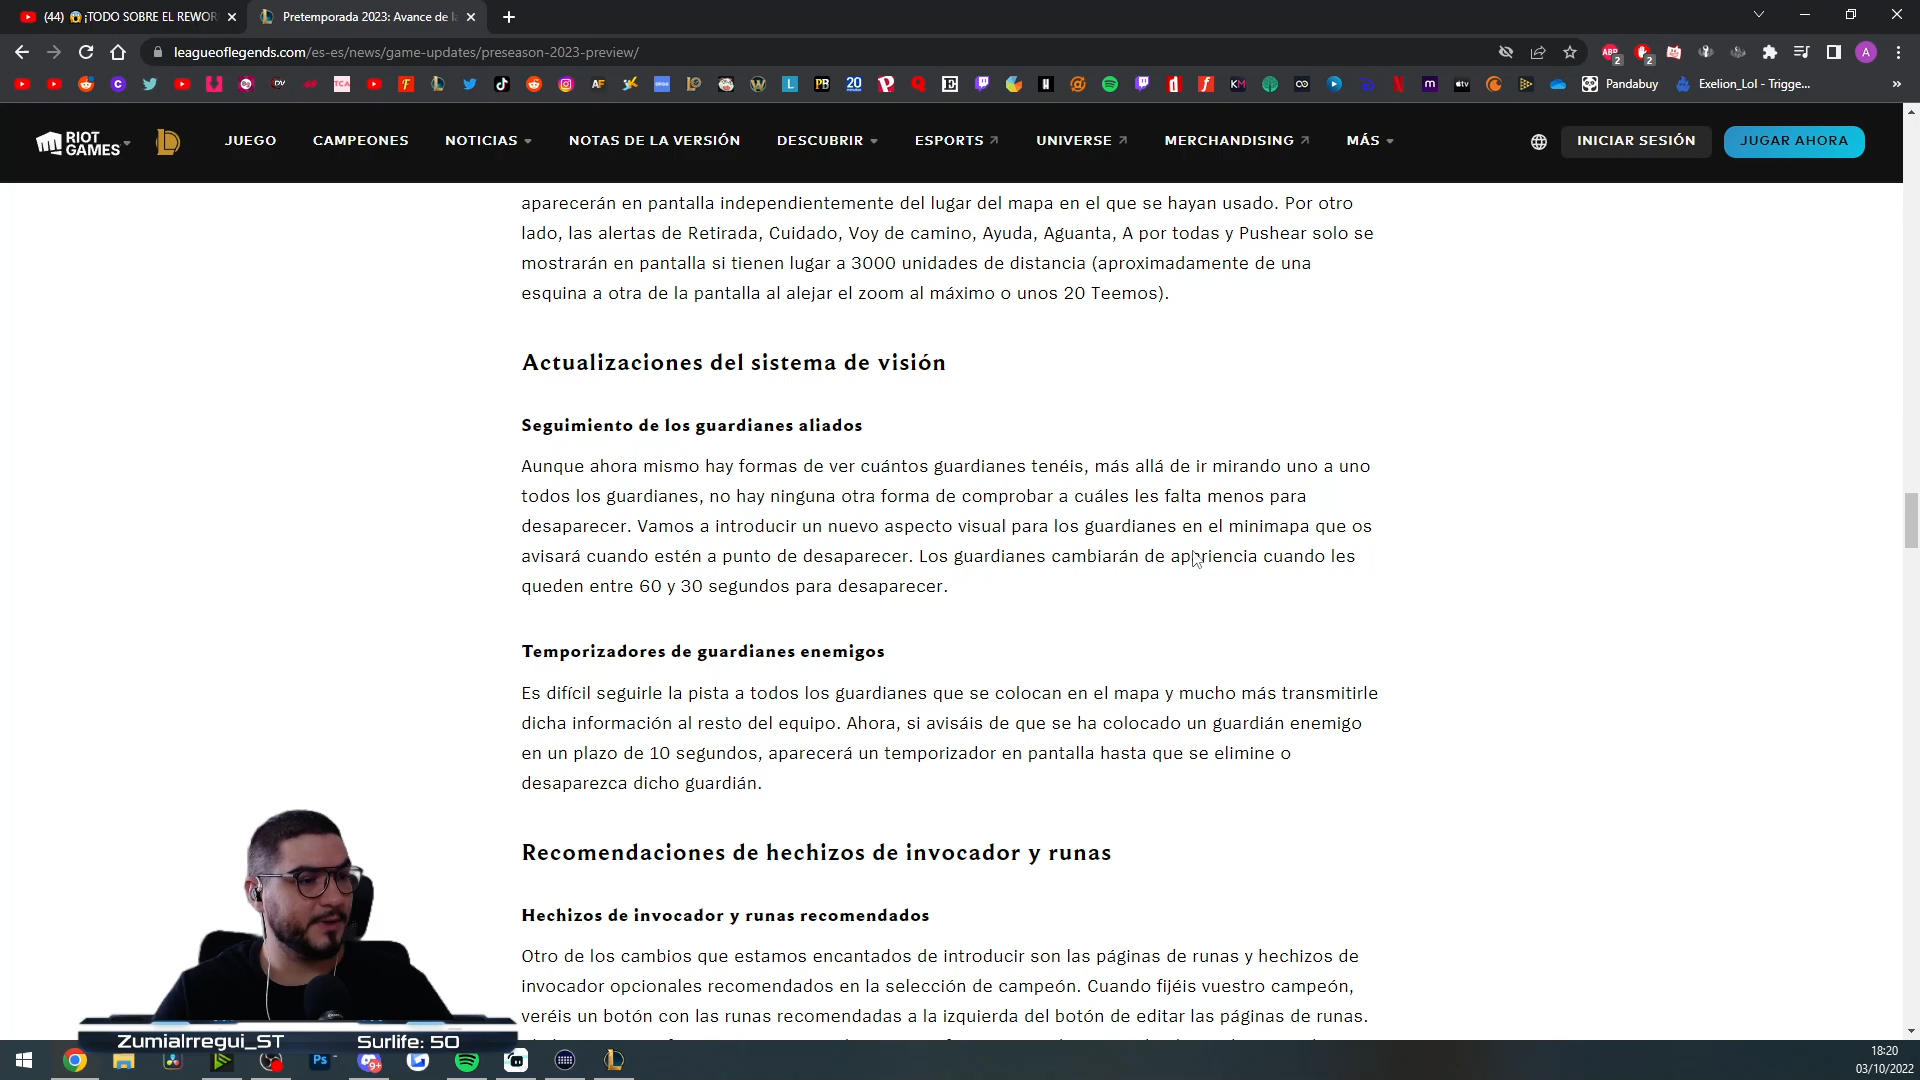 (44) 😱¡TODO SOBRE EL REWOR
Pretemporada 2023: Avance de la
leagueoflegends.com/es-es/news/game-updates/preseason-2023-preview/
Pandabuy
Exelion_Lol - Trigge...
RIOT GAMES
JUEGO
CAMPEONES
NOTICIAS
NOTAS DE LA VERSIÓN
DESCUBRIR
ESPORTS
UNIVERSE
MERCHANDISING
MÁS
INICIAR SESIÓN
JUGAR AHORA
aparecerán en pantalla independientemente del lugar del mapa en el que se hayan usado. Por otro
lado, las alertas de Retirada, Cuidado, Voy de camino, Ayuda, Aguanta, A por todas y Pushear solo se
mostrarán en pantalla si tienen lugar a 3000 unidades de distancia (aproximadamente de una
esquina a otra de la pantalla al alejar el zoom al máximo o unos 20 Teemos).
Actualizaciones del sistema de visión
Seguimiento de los guardianes aliados
Aunque ahora mismo hay formas de ver cuántos guardianes tenéis, más allá de ir mirando uno a uno
todos los guardianes, no hay ninguna otra forma de comprobar a cuáles les falta menos para
desaparecer. Vamos a introducir un nuevo aspecto visual para los guardianes en el minimapa que os
avisará cuando estén a punto de desaparecer. Los guardianes cambiarán de apariencia cuando les
queden entre 60 y 30 segundos para desaparecer.
Temporizadores de guardianes enemigos
Es difícil seguirle la pista a todos los guardianes que se colocan en el mapa y mucho más transmitirle
dicha información al resto del equipo. Ahora, si avisáis de que se ha colocado un guardián enemigo
en un plazo de 10 segundos, aparecerá un temporizador en pantalla hasta que se elimine o
desaparezca dicho guardián.
Recomendaciones de hechizos de invocador y runas
Hechizos de invocador y runas recomendados
Otro de los cambios que estamos encantados de introducir son las páginas de runas y hechizos de
invocador opcionales recomendados en la selección de campeón. Cuando fijéis vuestro campeón,
veréis un botón con las runas recomendadas a la izquierda del botón de editar las páginas de runas.
ZumiaIrregui_ST
Surlife: 50
18:20
03/10/2022